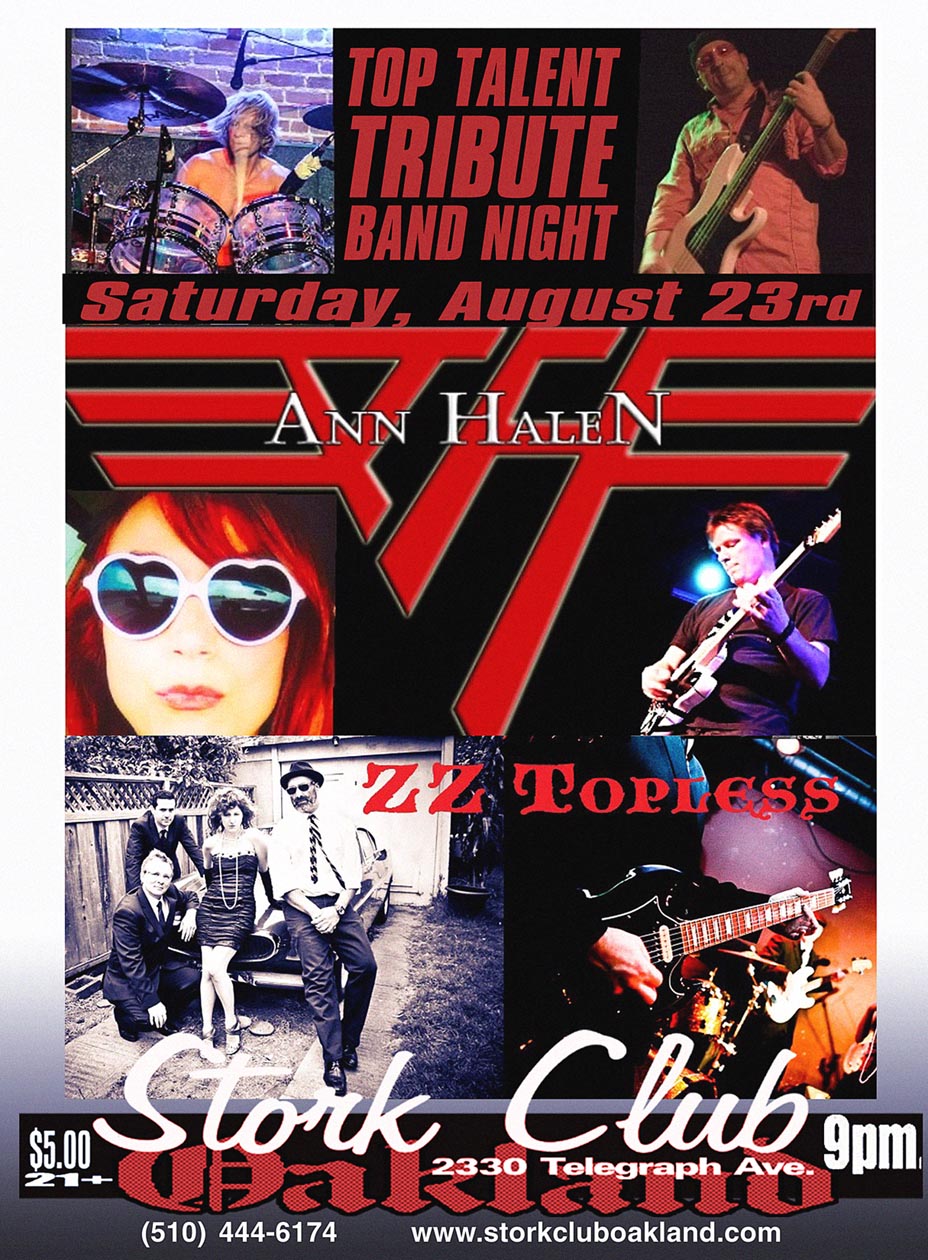 TOP TALENT
TRIBUTE
BAND NIGHT
Saturday, August 23rd
ANN HALEN
ZZ TOPLESS
Stork Club
$5.00
21+
9pm.
2330 Telegraph Ave.
Oakland
(510) 444-6174
www.storkcluboakland.com